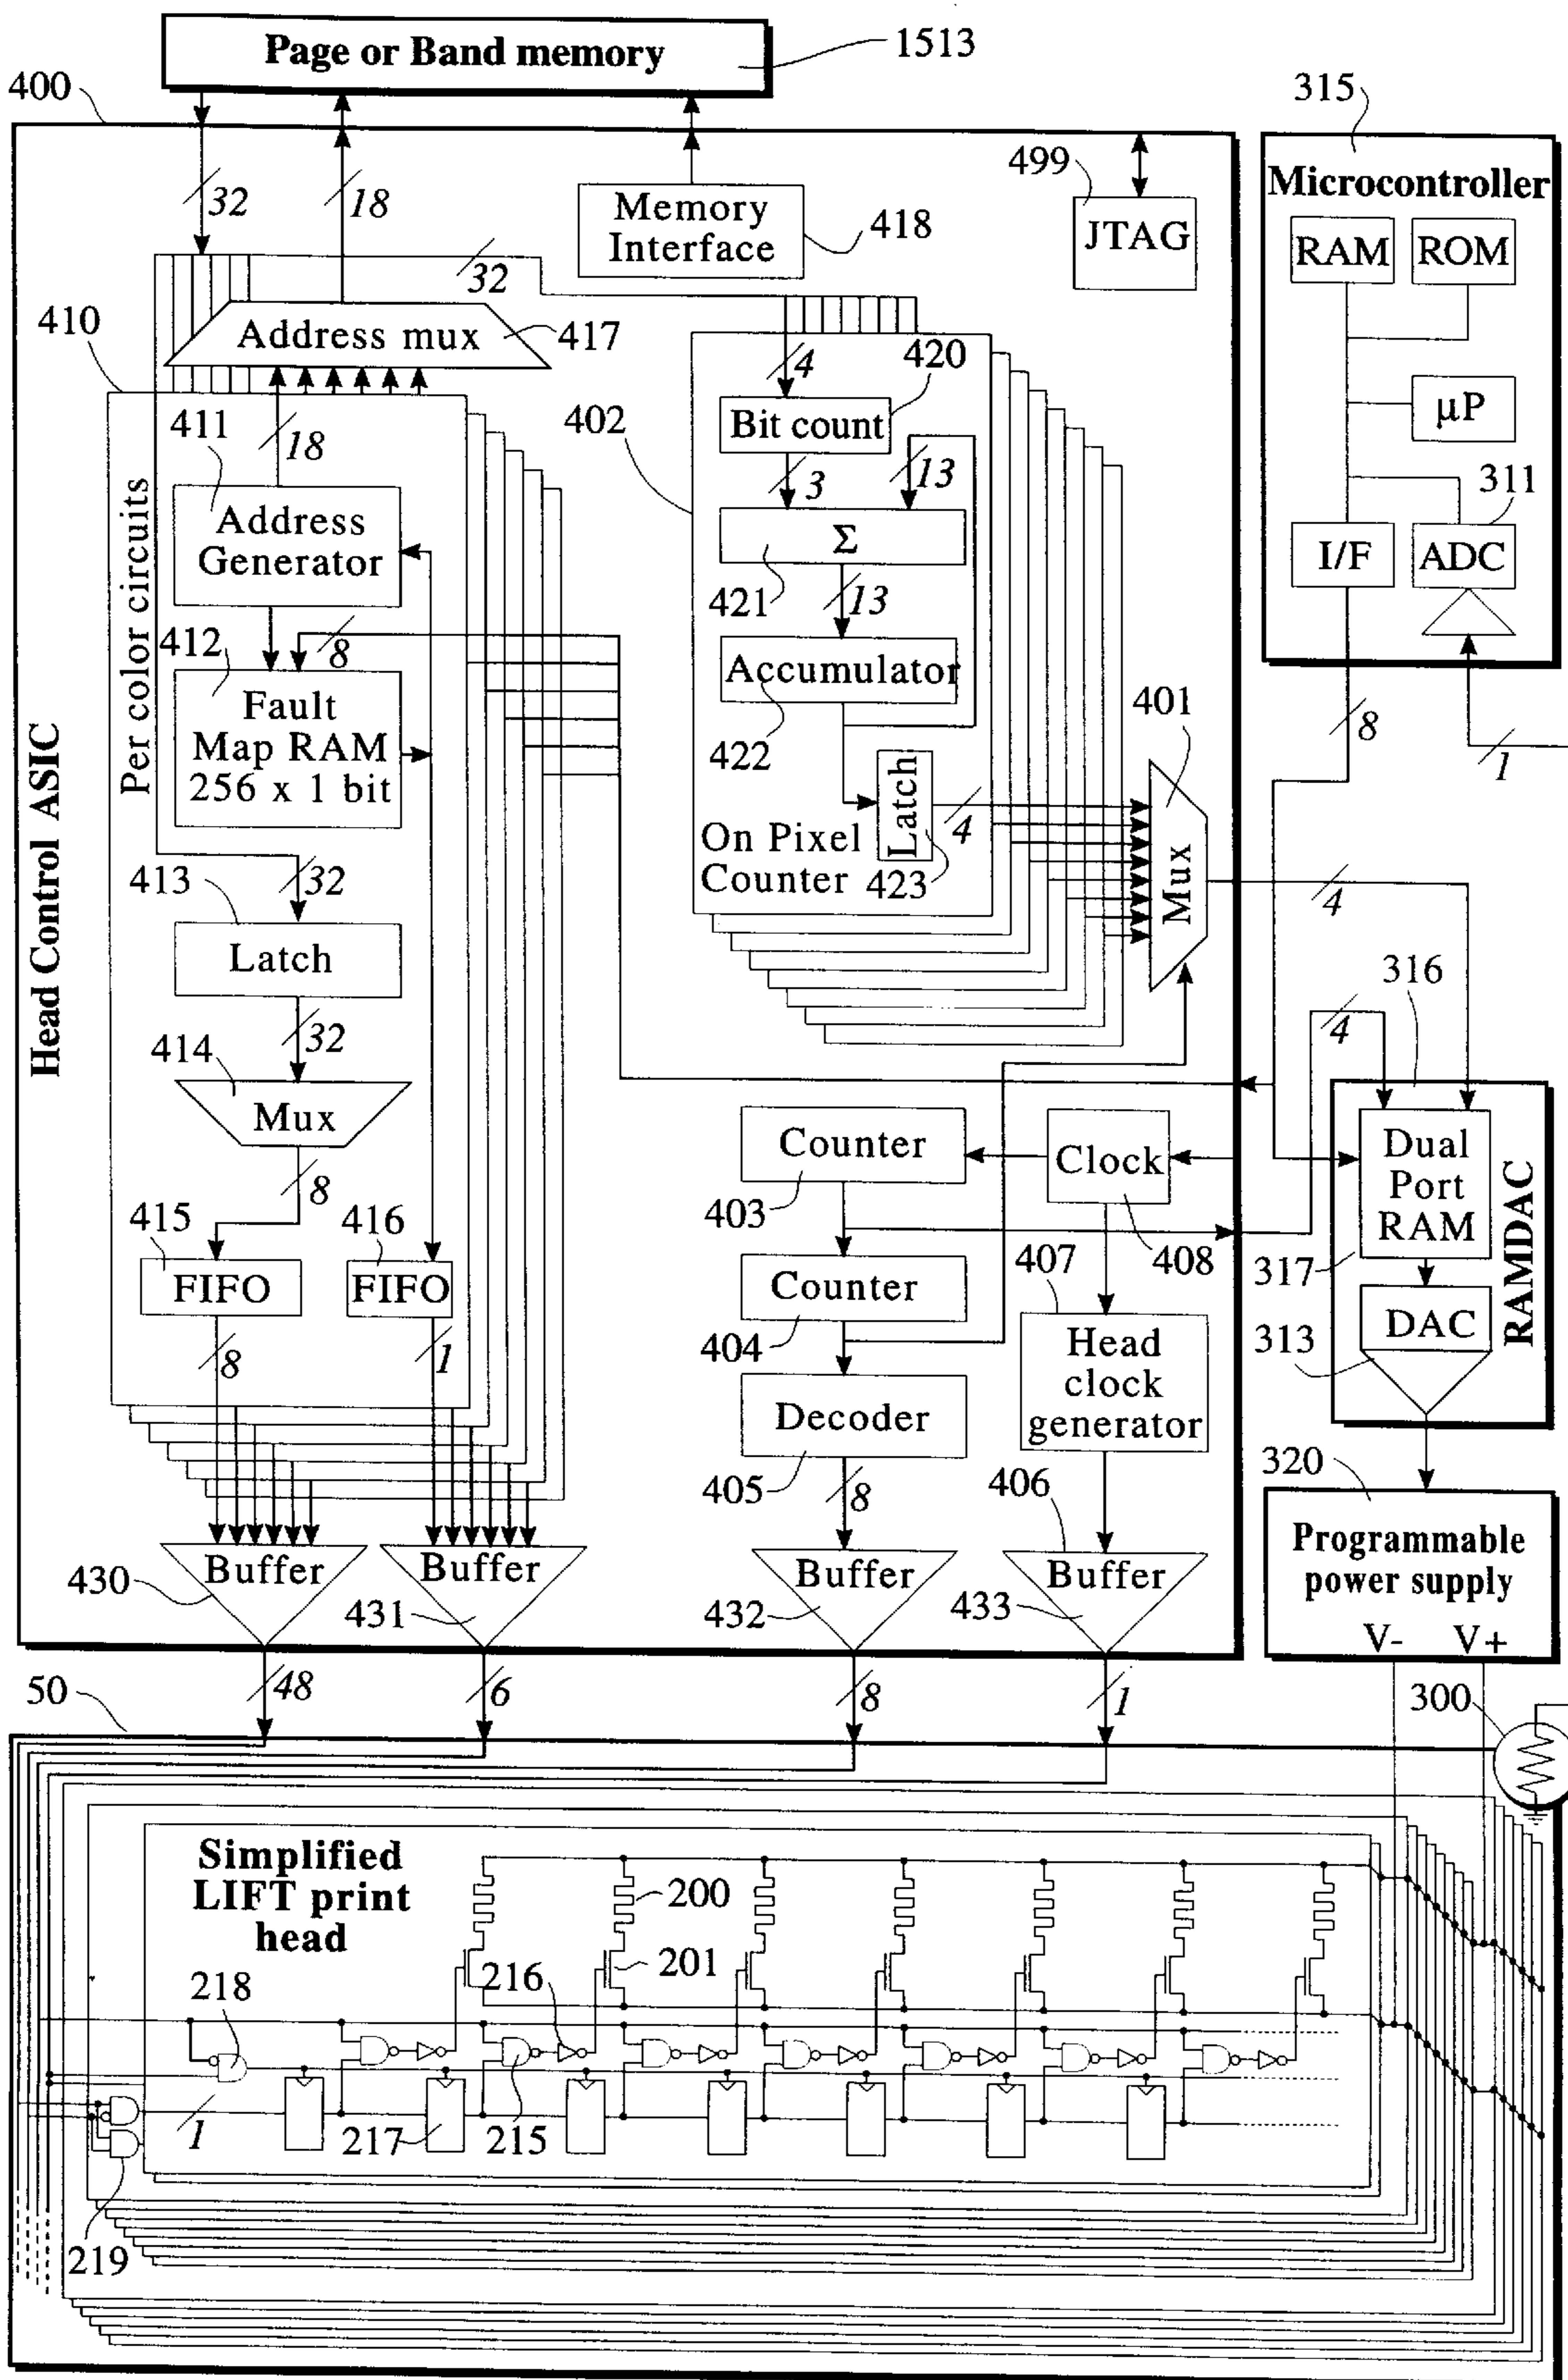 Page or Band memory
1513
400
315
499
32
18
Memory
Interface
418
JTAG
Microcontroller
RAM
ROM
32
410
Address mux
417
4
420
μP
411
18
402
Bit count
3
13
311
Per color circuits
Address
Generator
Σ
I/F
ADC
421
13
412
8
Accumulator
Fault
Map RAM
256 x 1 bit
422
401
8
1
Head Control ASIC
Latch
4
On Pixel
Counter
423
Mux
413
32
4
Latch
316
414
32
4
Mux
Counter
Clock
Dual
Port
RAM
RAMDAC
8
403
415
416
408
317
FIFO
FIFO
Counter
407
DAC
8
1
404
Head
clock
generator
313
Decoder
405
8
406
320
Buffer
Buffer
Buffer
Buffer
Programmable
power supply
430
431
432
433
V-
V+
50
48
6
8
1
300
Simplified
LIFT print
head
200
201
216
218
1
217
215
219